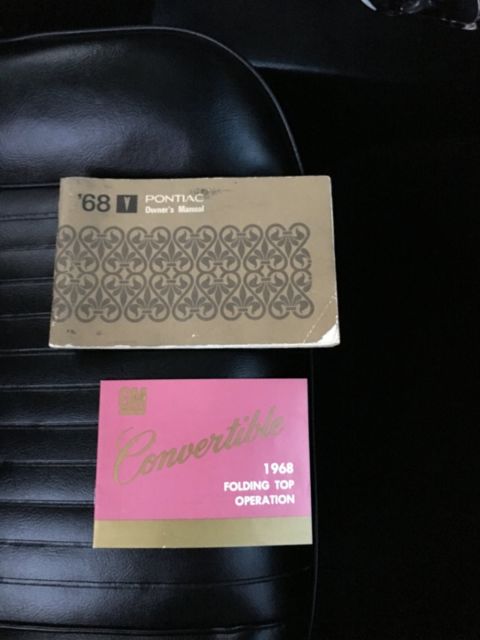 '68 PONTIAC
Owner's Manual
GM
Convertible
1968
FOLDING TOP
OPERATION